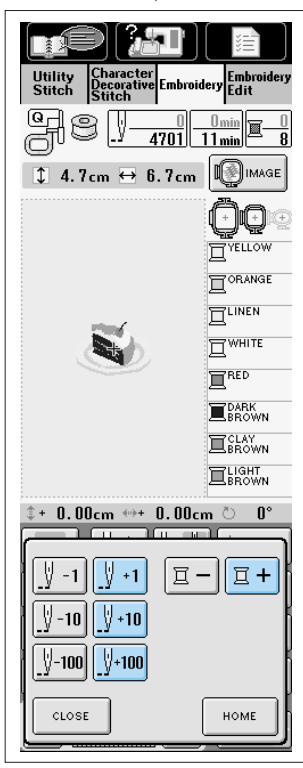 ?
Utility Stitch
Character Decorative Stitch
Embroidery
Embroidery Edit
Q
0
4701
0min
11min
0
8
4.7cm 6.7cm
IMAGE
YELLOW
ORANGE
LINEN
WHITE
RED
DARK BROWN
CLAY BROWN
LIGHT BROWN
+ 0.00cm + 0.00cm 0°
-1
+1
−
+
-10
+10
-100
+100
CLOSE
HOME